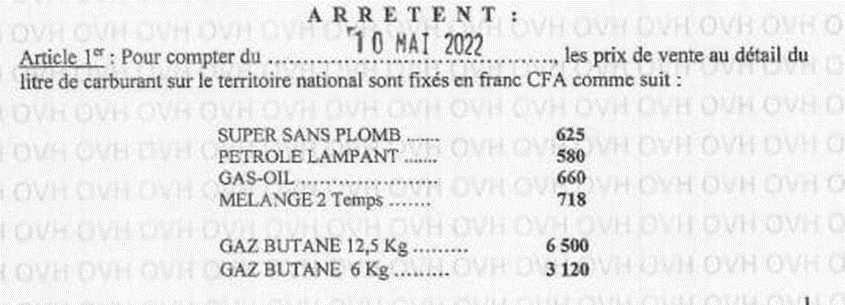 A R R E T E N T :
10 MAI 2022
Article 1er : Pour compter du .................................................... les prix de vente au détail du
litre de carburant sur le territoire national sont fixés en franc CFA comme suit :
SUPER SANS PLOMB ...... 625
PETROLE LAMPANT ...... 580
GAS-OIL........................ 660
MELANGE 2 Temps ....... 718
GAZ BUTANE 12,5 Kg .......... 6 500
GAZ BUTANE 6 Kg .......... 3 120